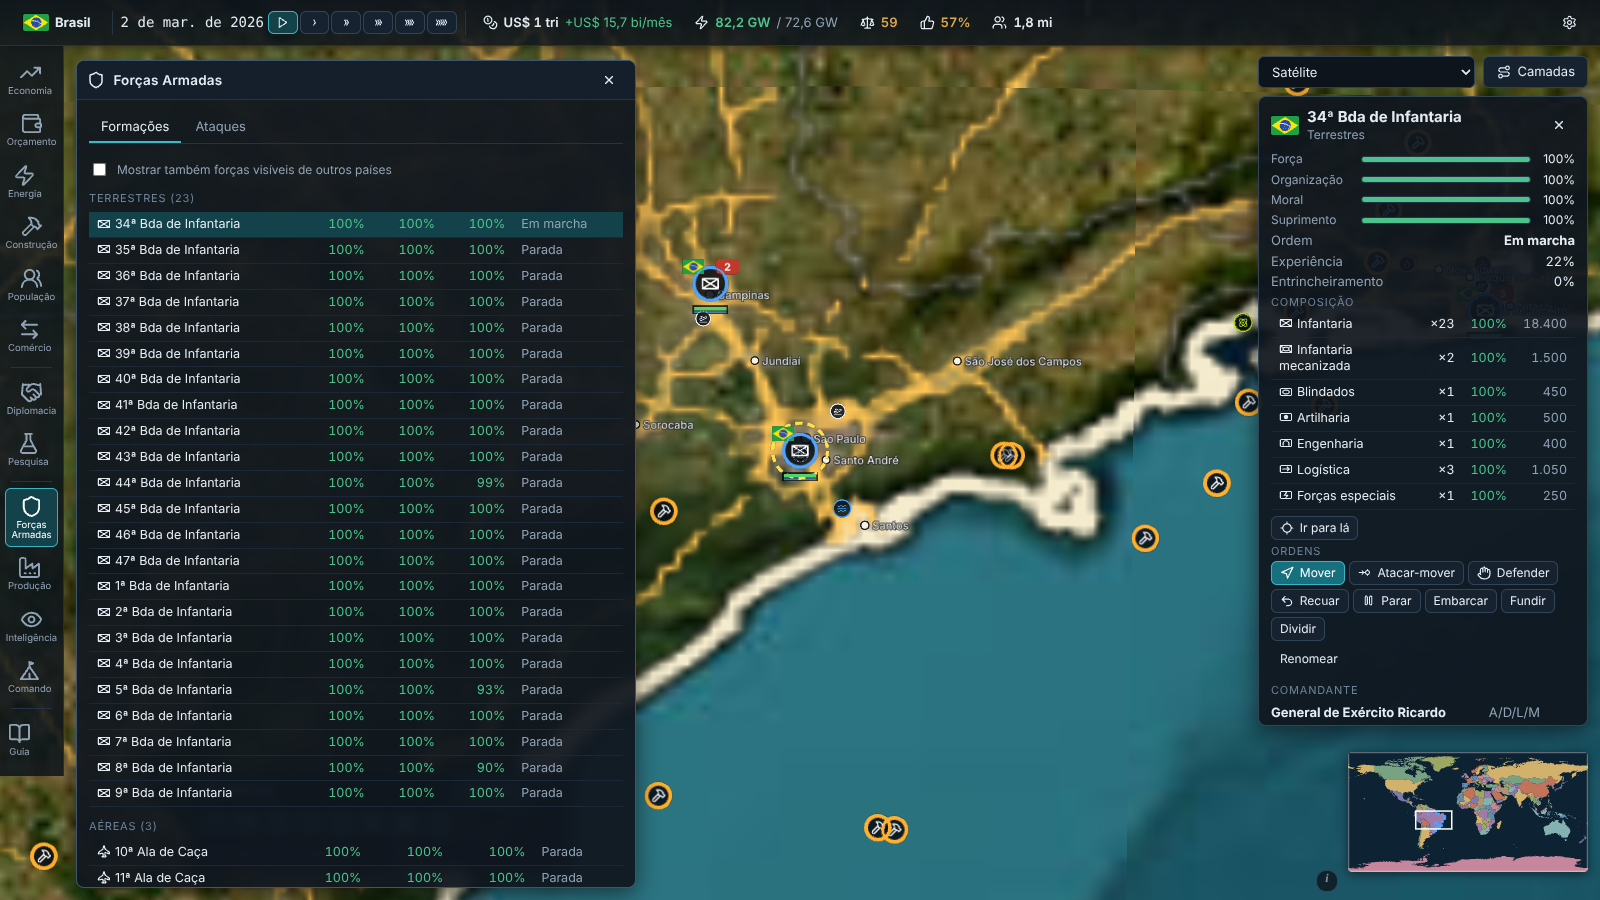 Brasil
2 de mar. de 2026
US$ 1 tri +US$ 15,7 bi/mês
82,2 GW / 72,6 GW
59
57%
1,8 mi
Economia
Orçamento
Energia
Construção
População
Comércio
Diplomacia
Pesquisa
Forças Armadas
Produção
Inteligência
Comando
Guia
Forças Armadas
Formações Ataques
Mostrar também forças visíveis de outros países
TERRESTRES (23)
34ª Bda de Infantaria 100% 100% 100% Em marcha
35ª Bda de Infantaria 100% 100% 100% Parada
36ª Bda de Infantaria 100% 100% 100% Parada
37ª Bda de Infantaria 100% 100% 100% Parada
38ª Bda de Infantaria 100% 100% 100% Parada
39ª Bda de Infantaria 100% 100% 100% Parada
40ª Bda de Infantaria 100% 100% 100% Parada
41ª Bda de Infantaria 100% 100% 100% Parada
42ª Bda de Infantaria 100% 100% 100% Parada
43ª Bda de Infantaria 100% 100% 100% Parada
44ª Bda de Infantaria 100% 100% 99% Parada
45ª Bda de Infantaria 100% 100% 100% Parada
46ª Bda de Infantaria 100% 100% 100% Parada
47ª Bda de Infantaria 100% 100% 100% Parada
1ª Bda de Infantaria 100% 100% 100% Parada
2ª Bda de Infantaria 100% 100% 100% Parada
3ª Bda de Infantaria 100% 100% 100% Parada
4ª Bda de Infantaria 100% 100% 100% Parada
5ª Bda de Infantaria 100% 100% 93% Parada
6ª Bda de Infantaria 100% 100% 100% Parada
7ª Bda de Infantaria 100% 100% 100% Parada
8ª Bda de Infantaria 100% 100% 90% Parada
9ª Bda de Infantaria 100% 100% 100% Parada
AÉREAS (3)
10ª Ala de Caça 100% 100% 100% Parada
11ª Ala de Caça 100% 100% 100% Parada
2
Campinas
Jundiaí
São José dos Campos
Sorocaba
São Paulo
Santo André
Santos
Satélite
Camadas
34ª Bda de Infantaria
Terrestres
Força 100%
Organização 100%
Moral 100%
Suprimento 100%
Ordem Em marcha
Experiência 22%
Entrincheiramento 0%
COMPOSIÇÃO
Infantaria ×23 100% 18.400
Infantaria mecanizada ×2 100% 1.500
Blindados ×1 100% 450
Artilharia ×1 100% 500
Engenharia ×1 100% 400
Logística ×3 100% 1.050
Forças especiais ×1 100% 250
Ir para lá
ORDENS
Mover Atacar-mover Defender
Recuar Parar Embarcar Fundir
Dividir
Renomear
COMANDANTE
General de Exército Ricardo A/D/L/M
i